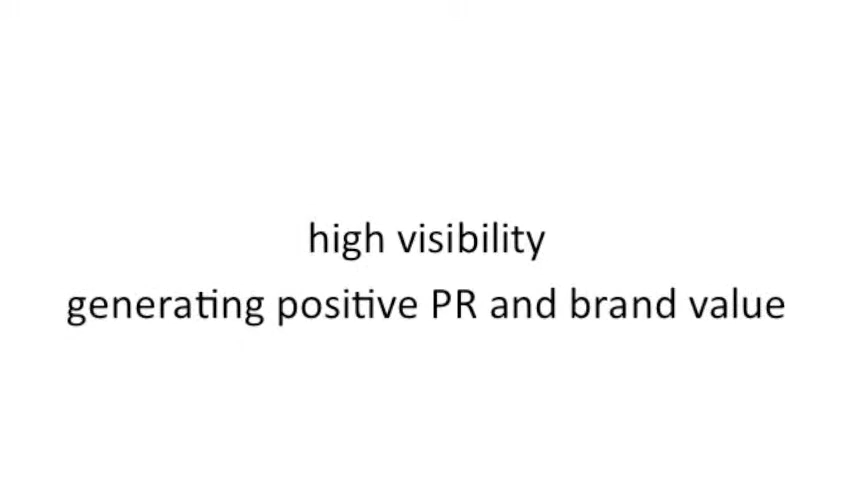 high visibility
generating positive PR and brand value